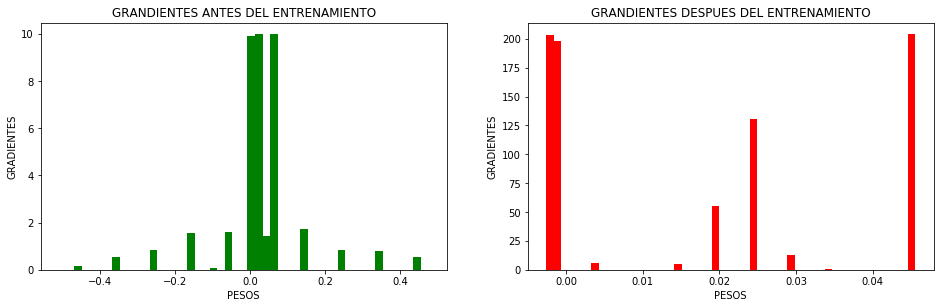 GRANDIENTES ANTES DEL ENTRENAMIENTO
10
8
6
4
2
0
GRADIENTES
−0.4 −0.2 0.0 0.2 0.4
PESOS
GRANDIENTES DESPUES DEL ENTRENAMIENTO
200
175
150
125
100
75
50
25
0
GRADIENTES
0.00 0.01 0.02 0.03 0.04
PESOS